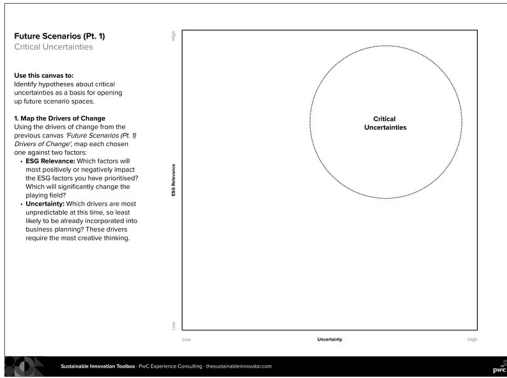 Future Scenarios (Pt. 1)
Critical Uncertainties
Use this canvas to:
Identify hypotheses about critical
uncertainties as a basis for opening
up future scenario spaces.
1. Map the Drivers of Change
Using the drivers of change from the
previous canvas 'Future Scenarios (Pt. 1)
Drivers of Change', map each chosen
one against two factors:
• ESG Relevance: Which factors will
most positively or negatively impact
the ESG factors you have prioritised?
Which will significantly change the
playing field?
• Uncertainty: Which drivers are most
unpredictable at this time, so least
likely to be already incorporated into
business planning? These drivers
require the most creative thinking.
High
ESG Relevance
Low
Critical
Uncertainties
Low
Uncertainty
High
Sustainable Innovation Toolbox · PwC Experience Consulting · thesustainableinnovator.com
pwc